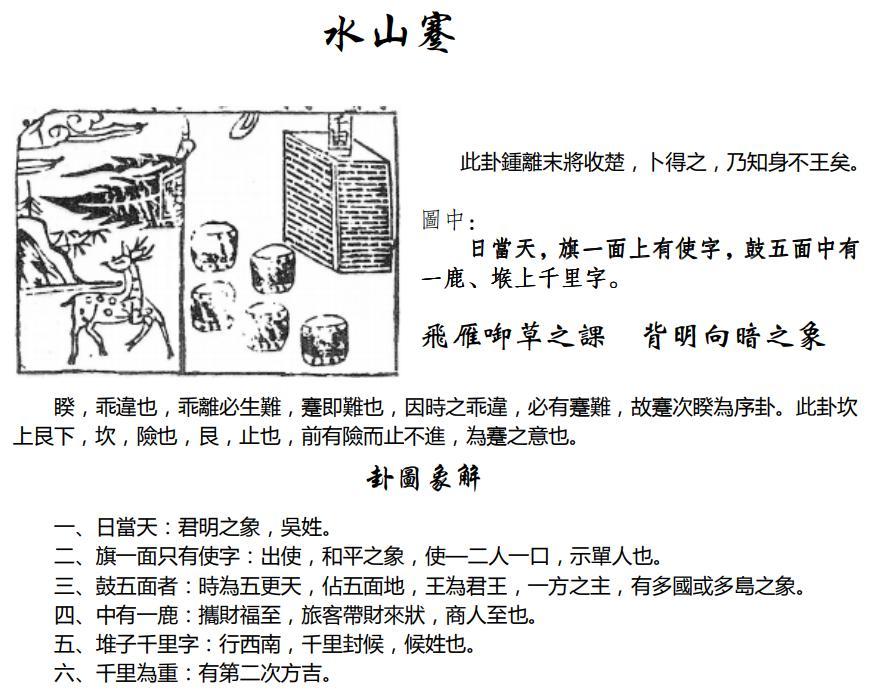 水山蹇
千里
此卦鍾離末將收楚，卜得之，乃知身不王矣。
圖中：
日當天，旗一面上有使字，鼓五面中有
一鹿、堠上千里字。
飛雁啣草之課　背明向暗之象
睽，乖違也，乖離必生難，蹇即難也，因時之乖違，必有蹇難，故蹇次睽為序卦。此卦坎
上艮下，坎，險也，艮，止也，前有險而止不進，為蹇之意也。
卦圖象解
一、日當天：君明之象，吳姓。
二、旗一面只有使字：出使，和平之象，使—二人一口，示單人也。
三、鼓五面者：時為五更天，佔五面地，王為君王，一方之主，有多國或多島之象。
四、中有一鹿：攜財福至，旅客帶財來狀，商人至也。
五、堆子千里字：行西南，千里封候，候姓也。
六、千里為重：有第二次方吉。